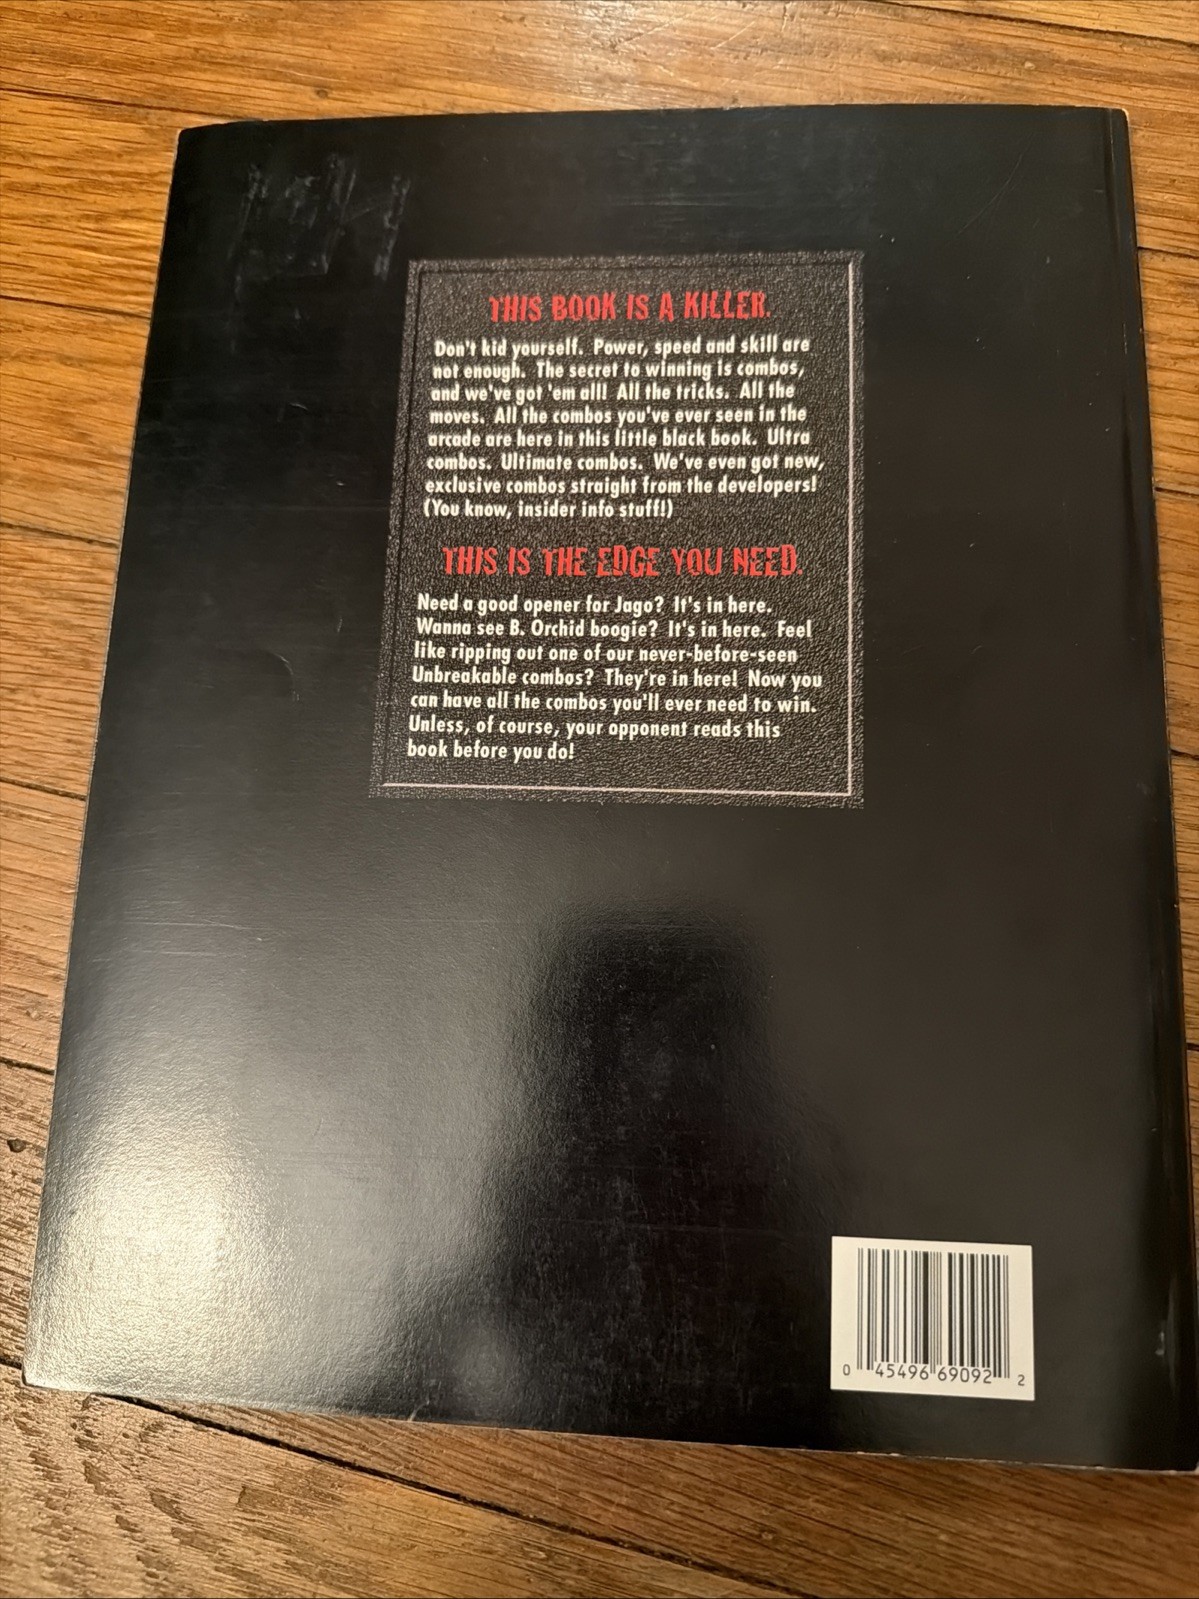 THIS BOOK IS A KILLER.
Don't kid yourself. Power, speed and skill are
not enough. The secret to winning is combos,
and we've got 'em all! All the tricks. All the
moves. All the combos you've ever seen in the
arcade are here in this little black book. Ultra
combos. Ultimate combos. We've even got new,
exclusive combos straight from the developers!
(You know, insider info stuff!)
THIS IS THE EDGE YOU NEED.
Need a good opener for Jago? It's in here.
Wanna see B. Orchid boogie? It's in here. Feel
like ripping out one of our never-before-seen
Unbreakable combos? They're in here! Now you
can have all the combos you'll ever need to win.
Unless, of course, your opponent reads this
book before you do!
0 45496 69092 2